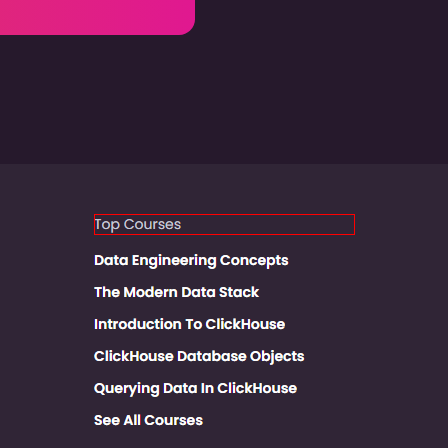 Top Courses
Data Engineering Concepts
The Modern Data Stack
Introduction To ClickHouse
ClickHouse Database Objects
Querying Data In ClickHouse
See All Courses